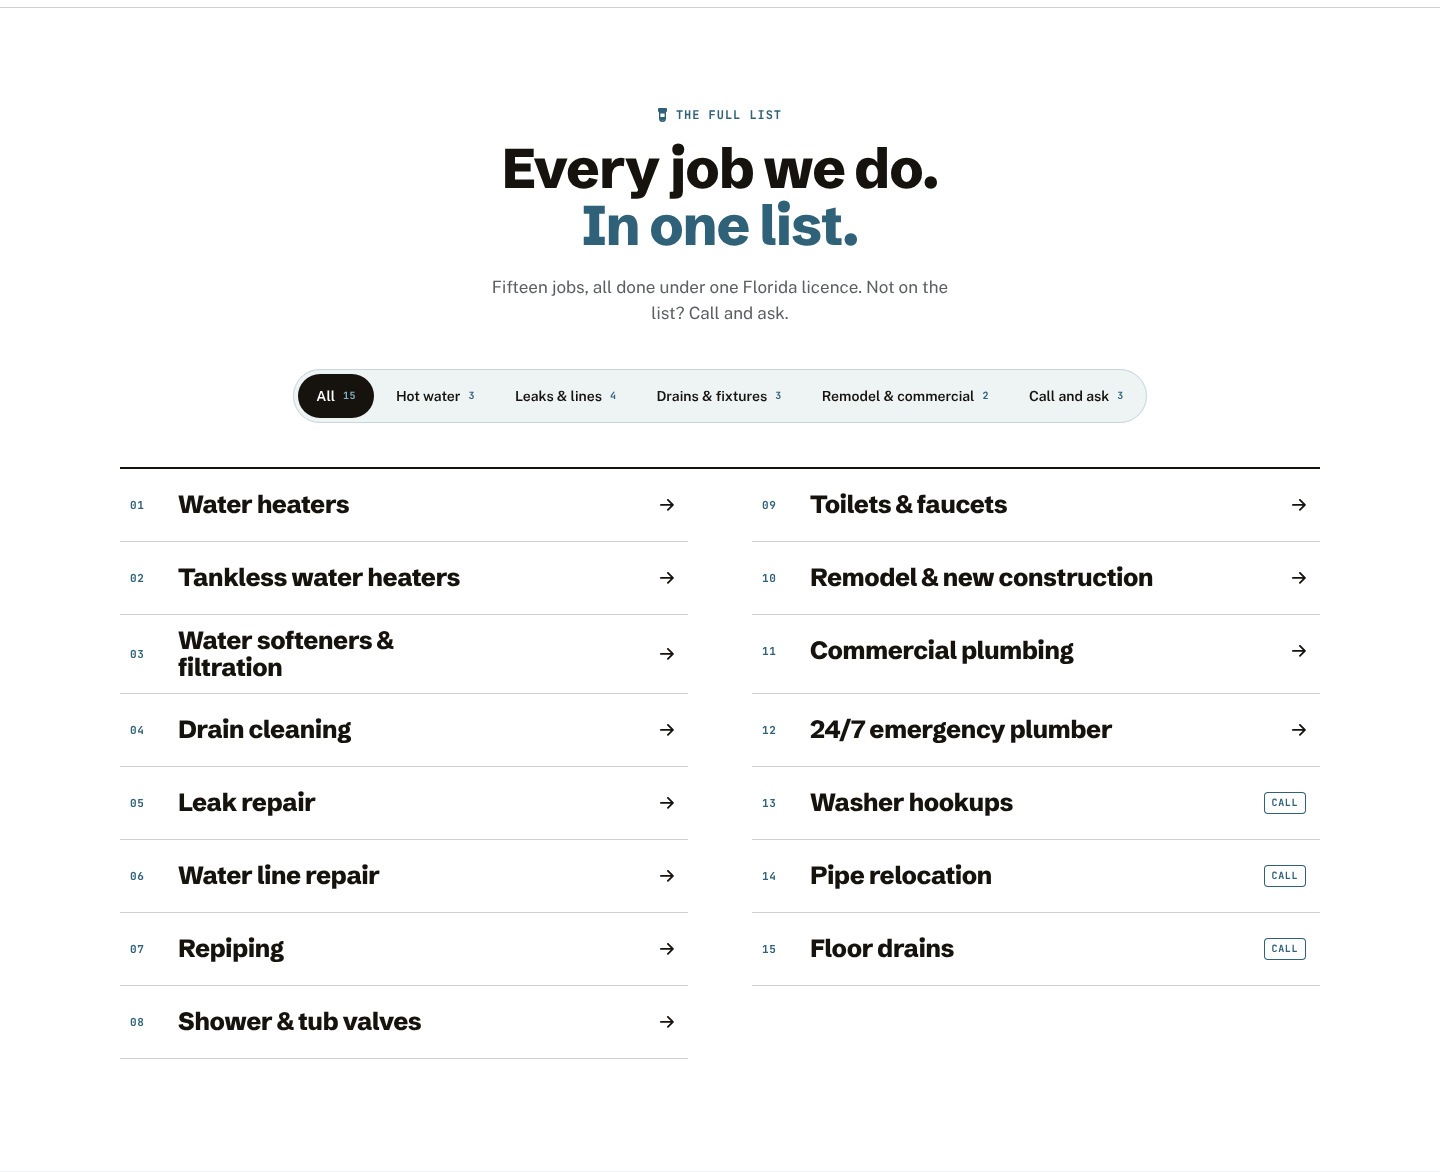 THE FULL LIST
Every job we do.
In one list.
Fifteen jobs, all done under one Florida licence. Not on the
list? Call and ask.
All 15 Hot water 3 Leaks & lines 4 Drains & fixtures 3 Remodel & commercial 2 Call and ask 3
01 Water heaters
02 Tankless water heaters
03 Water softeners &
filtration
04 Drain cleaning
05 Leak repair
06 Water line repair
07 Repiping
08 Shower & tub valves
09 Toilets & faucets
10 Remodel & new construction
11 Commercial plumbing
12 24/7 emergency plumber
13 Washer hookups CALL
14 Pipe relocation CALL
15 Floor drains CALL